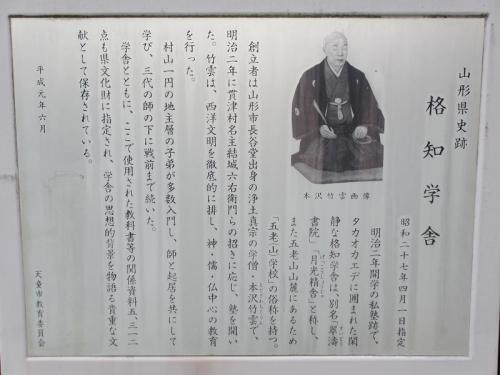 山形県史跡
格知学舎
昭和二十七年四月一日指定
明治二年開学の私塾跡で、
タカオカエデに囲まれた閑
静な格知学舎は、別名「翠濤
書院」「月光精舎」と称し、
また五老山山麓にあるため
「五老(山)学校」の俗称を持つ。
木沢竹雲画像
創立者は山形市長谷堂出身の浄土真宗の学僧・本沢竹雲で、
明治二年に貫津村名主結城六右衛門らの招きに応じ、塾を開い
た。竹雲は、西洋文明を徹底的に排し、神・儒・仏中心の教育
を行った。
村山一円の地主層の子弟が多数入門し、師と起居を共にして
学び、三代の師の下に戦前まで続いた。
学舎とともに、ここで使用された教科書等の関係資料五、三一二
点も県文化財に指定され、学舎の思想的背景を物語る貴重な文
献として保存されている。
平成元年六月
天童市教育委員会